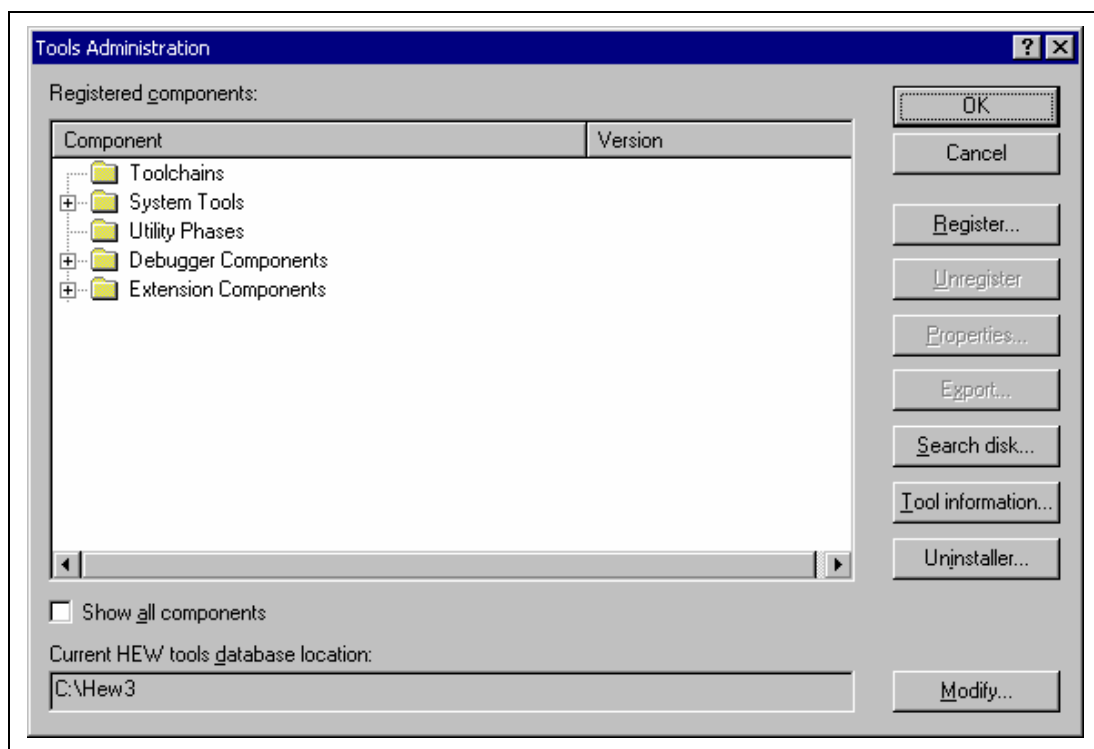 Tools Administration
Registered components:
Component Version
Toolchains
System Tools
Utility Phases
Debugger Components
Extension Components
OK
Cancel
Register...
Unregister
Properties...
Export...
Search disk...
Tool information...
Uninstaller...
Show all components
Current HEW tools database location:
C:\Hew3
Modify...